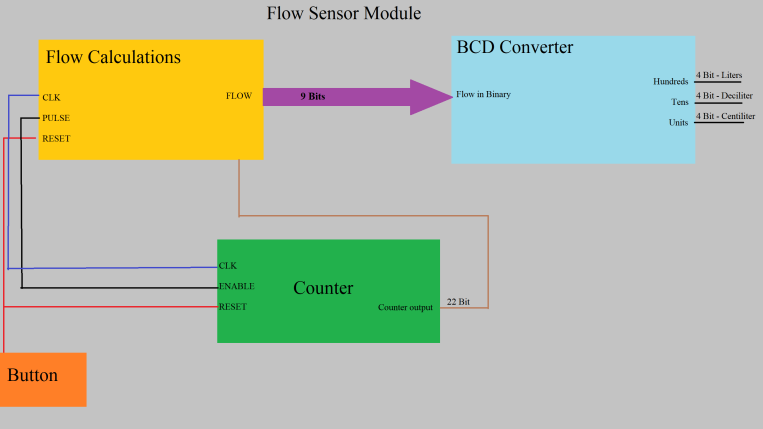 Flow Sensor Module
Flow Calculations
CLK
PULSE
RESET
FLOW
9 Bits
BCD Converter
Flow in Binary
Hundreds
Tens
Units
4 Bit - Liters
4 Bit - Deciliter
4 Bit - Centiliter
CLK
ENABLE
RESET
Counter
Counter output
22 Bit
Button